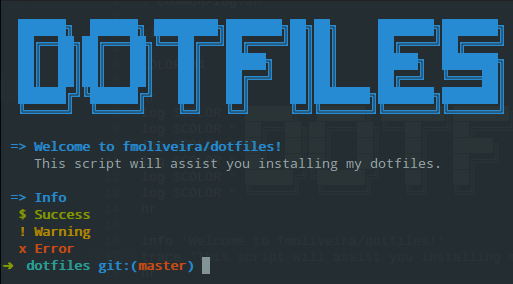 DOTFILES
=> Welcome to fmoliveira/dotfiles!
This script will assist you installing my dotfiles.
=> Info
$ Success
! Warning
x Error
➜ dotfiles git:(master)